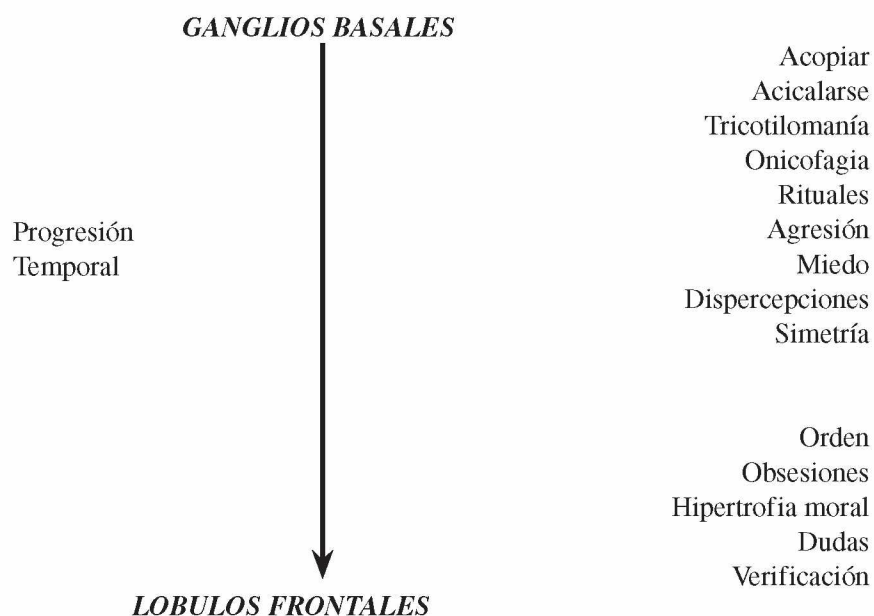 GANGLIOS BASALES
Acopiar
Acicalarse
Tricotilomanía
Onicofagia
Rituales
Progresión
Temporal
Agresión
Miedo
Dispercepciones
Simetría
Orden
Obsesiones
Hipertrofia moral
Dudas
Verificación
LOBULOS FRONTALES